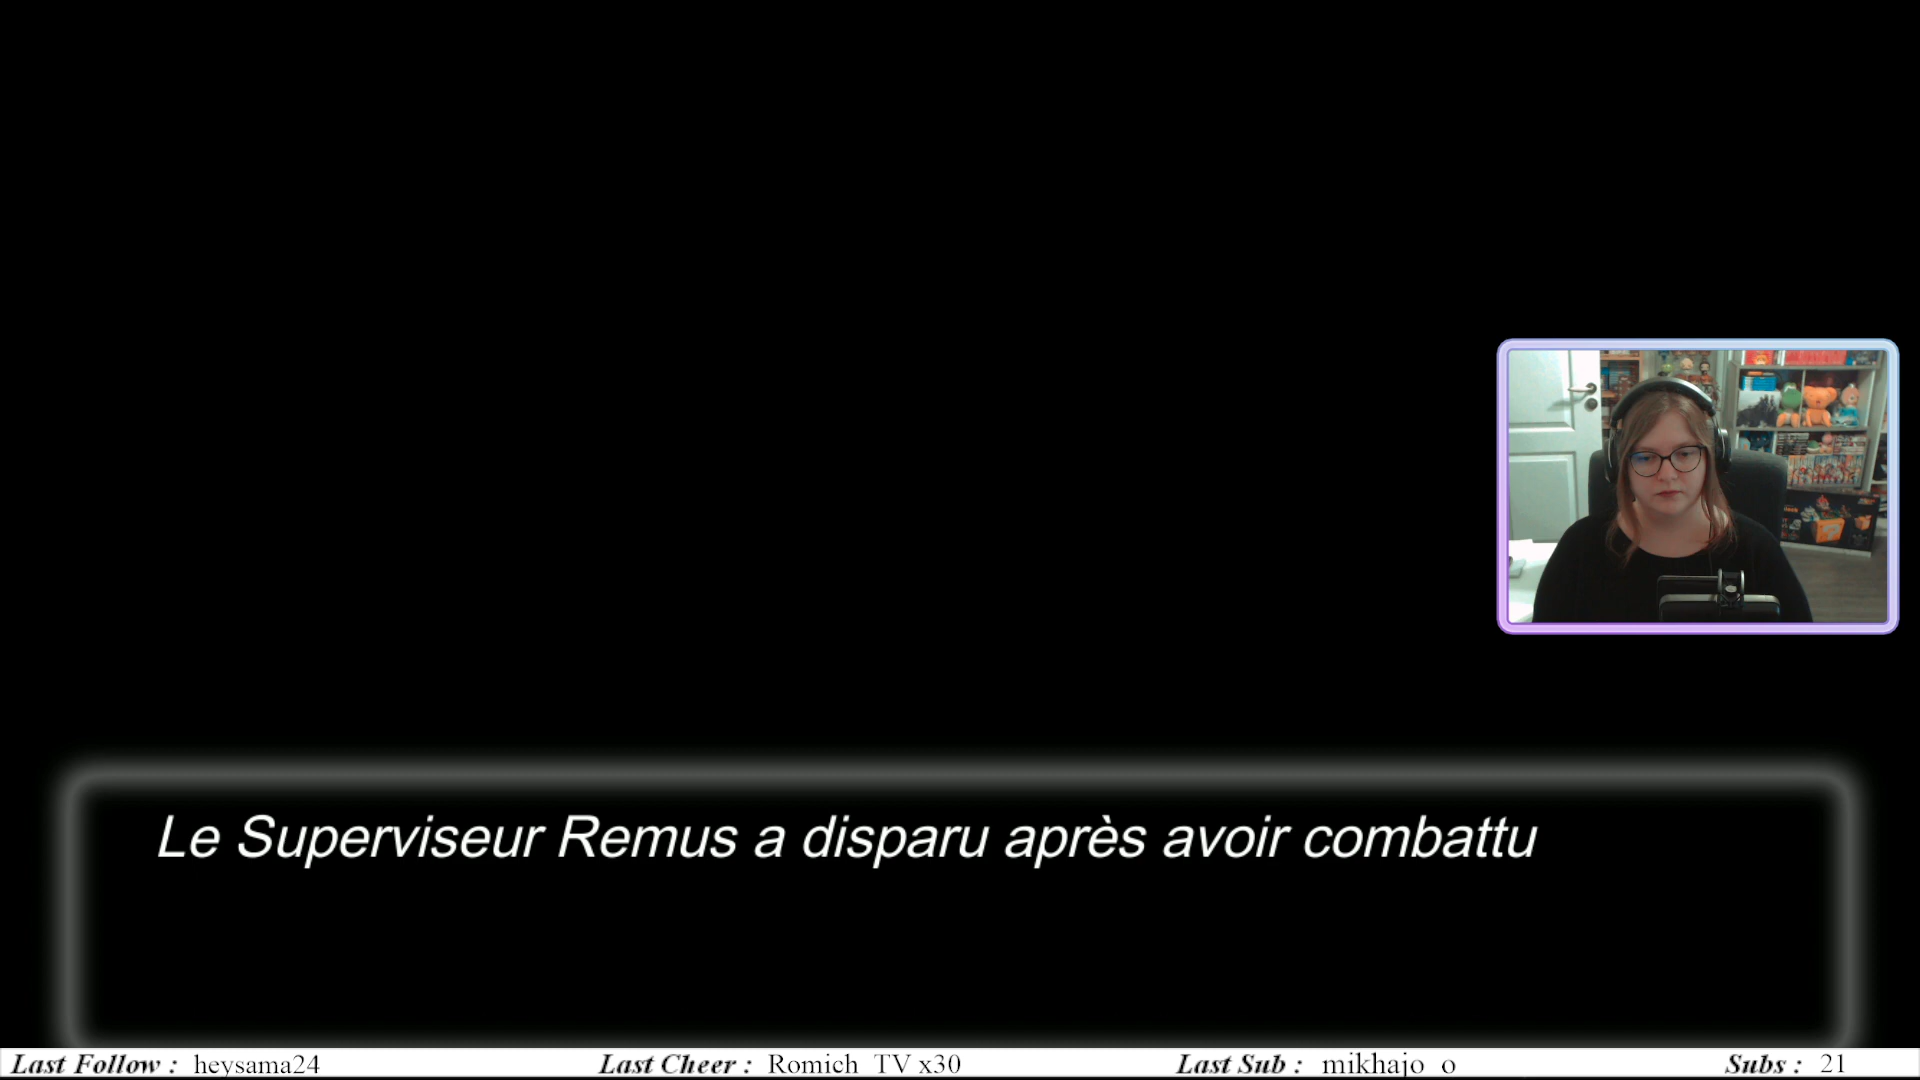 Le Superviseur Remus a disparu après avoir combattu
Last Follow : heysama24 Last Cheer : Romich_TV x30 Last Sub : mikhajo_o Subs : 21